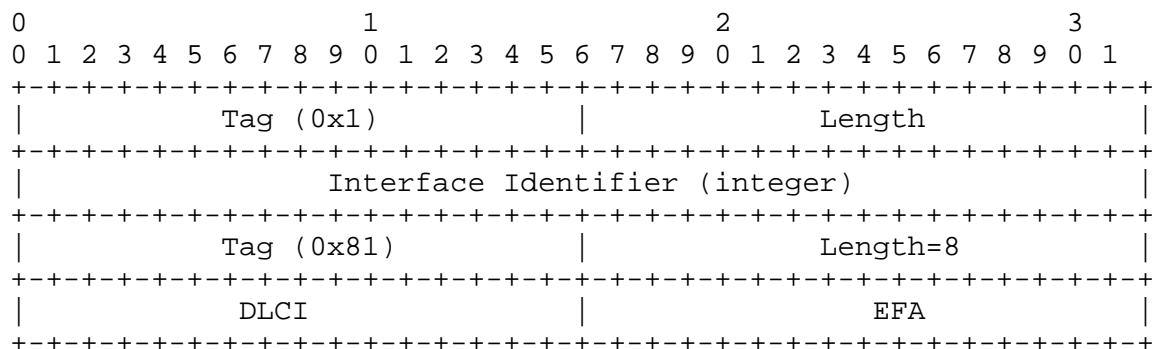 0                   1                   2                   3
0 1 2 3 4 5 6 7 8 9 0 1 2 3 4 5 6 7 8 9 0 1 2 3 4 5 6 7 8 9 0 1
+-+-+-+-+-+-+-+-+-+-+-+-+-+-+-+-+-+-+-+-+-+-+-+-+-+-+-+-+-+-+-+-+
|           Tag (0x1)           |             Length            |
+-+-+-+-+-+-+-+-+-+-+-+-+-+-+-+-+-+-+-+-+-+-+-+-+-+-+-+-+-+-+-+-+
|                 Interface Identifier (integer)                |
+-+-+-+-+-+-+-+-+-+-+-+-+-+-+-+-+-+-+-+-+-+-+-+-+-+-+-+-+-+-+-+-+
|           Tag (0x81)          |             Length=8          |
+-+-+-+-+-+-+-+-+-+-+-+-+-+-+-+-+-+-+-+-+-+-+-+-+-+-+-+-+-+-+-+-+
|            DLCI               |                EFA            |
+-+-+-+-+-+-+-+-+-+-+-+-+-+-+-+-+-+-+-+-+-+-+-+-+-+-+-+-+-+-+-+-+